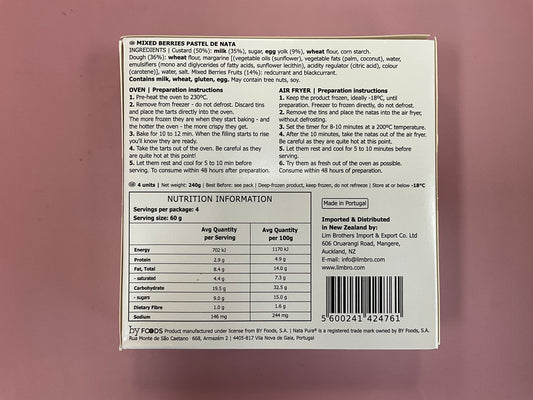 MIXED BERRIES PASTEL DE NATA
INGREDIENTS | Custard (50%): milk (35%), sugar, egg yolk (9%), wheat flour, corn starch.
Dough (36%): wheat flour, margarine [(vegetable oils (sunflower), vegetable fats (palm, coconut), water,
emulsifiers (mono and diglycerides of fatty acids, sunflower lecithin), acidity regulator (citric acid), colour
(carotene)], water, salt. Mixed Berries Fruits (14%): redcurrant and blackcurrant.
Contains milk, wheat, gluten, egg. May contain tree nuts, soy.
OVEN | Preparation instructions
1. Pre-heat the oven to 230ºC.
2. Remove from freezer - do not defrost. Discard tins
and place the tarts directly into the oven.
The more frozen they are when they start baking - and
the hotter the oven - the more crispy they get.
3. Bake for 10 to 12 min. When the filling starts to rise
you'll know they are ready.
4. Take the tarts out of the oven. Be careful as they
are quite hot at this point!
5. Let them rest and cool for 5 to 10 min before
serving. To consume within 48 hours after preparation.
AIR FRYER | Preparation instructions
1. Keep the product frozen, ideally -18ºC, until
preparation. Freezer to frozen directly, do not defrost.
2. Remove the tins and place the natas into the air fryer,
without defrosting.
3. Set the timer for 8-10 minutes at a 200ºC temperature.
4. After the 10 minutes, take the natas out of the air fryer.
Be careful as they are quite hot at this point!
5. Let them rest and cool for 5 to 10 minutes before
serving.
6. Try them as fresh out of the oven as possible.
Consume within 48 hours of preparation.
4 units | Net weight: 240g | Best Before: see pack | Deep-frozen product, keep frozen, do not refreeze | Store at or below -18°C
NUTRITION INFORMATION
Servings per package: 4
Serving size: 60 g
Avg Quantity per Serving Avg Quantity per 100g
Energy 702 kJ 1170 kJ
Protein 2.9 g 4.9 g
Fat, Total 8.4 g 14.0 g
- saturated 4.4 g 7.3 g
Carbohydrate 19.5 g 32.5 g
- sugars 9.0 g 15.0 g
Dietary Fibre 1.0 g 1.6 g
Sodium 146 mg 244 mg
Made in Portugal
Imported & Distributed
in New Zealand by:
Lim Brothers Import & Export Co. Ltd
606 Oruarangi Road, Mangere,
Auckland, NZ
E-mail: info@limbro.com
www.limbro.com
5 600241 424761
by FOODS Product manufactured under license from BY Foods, S.A. | Nata Pura® is a registered trade mark owned by BY Foods, S.A.
Rua Monte de São Caetano · 668, Armazém 2 | 4405-817 Vila Nova de Gaia, Portugal